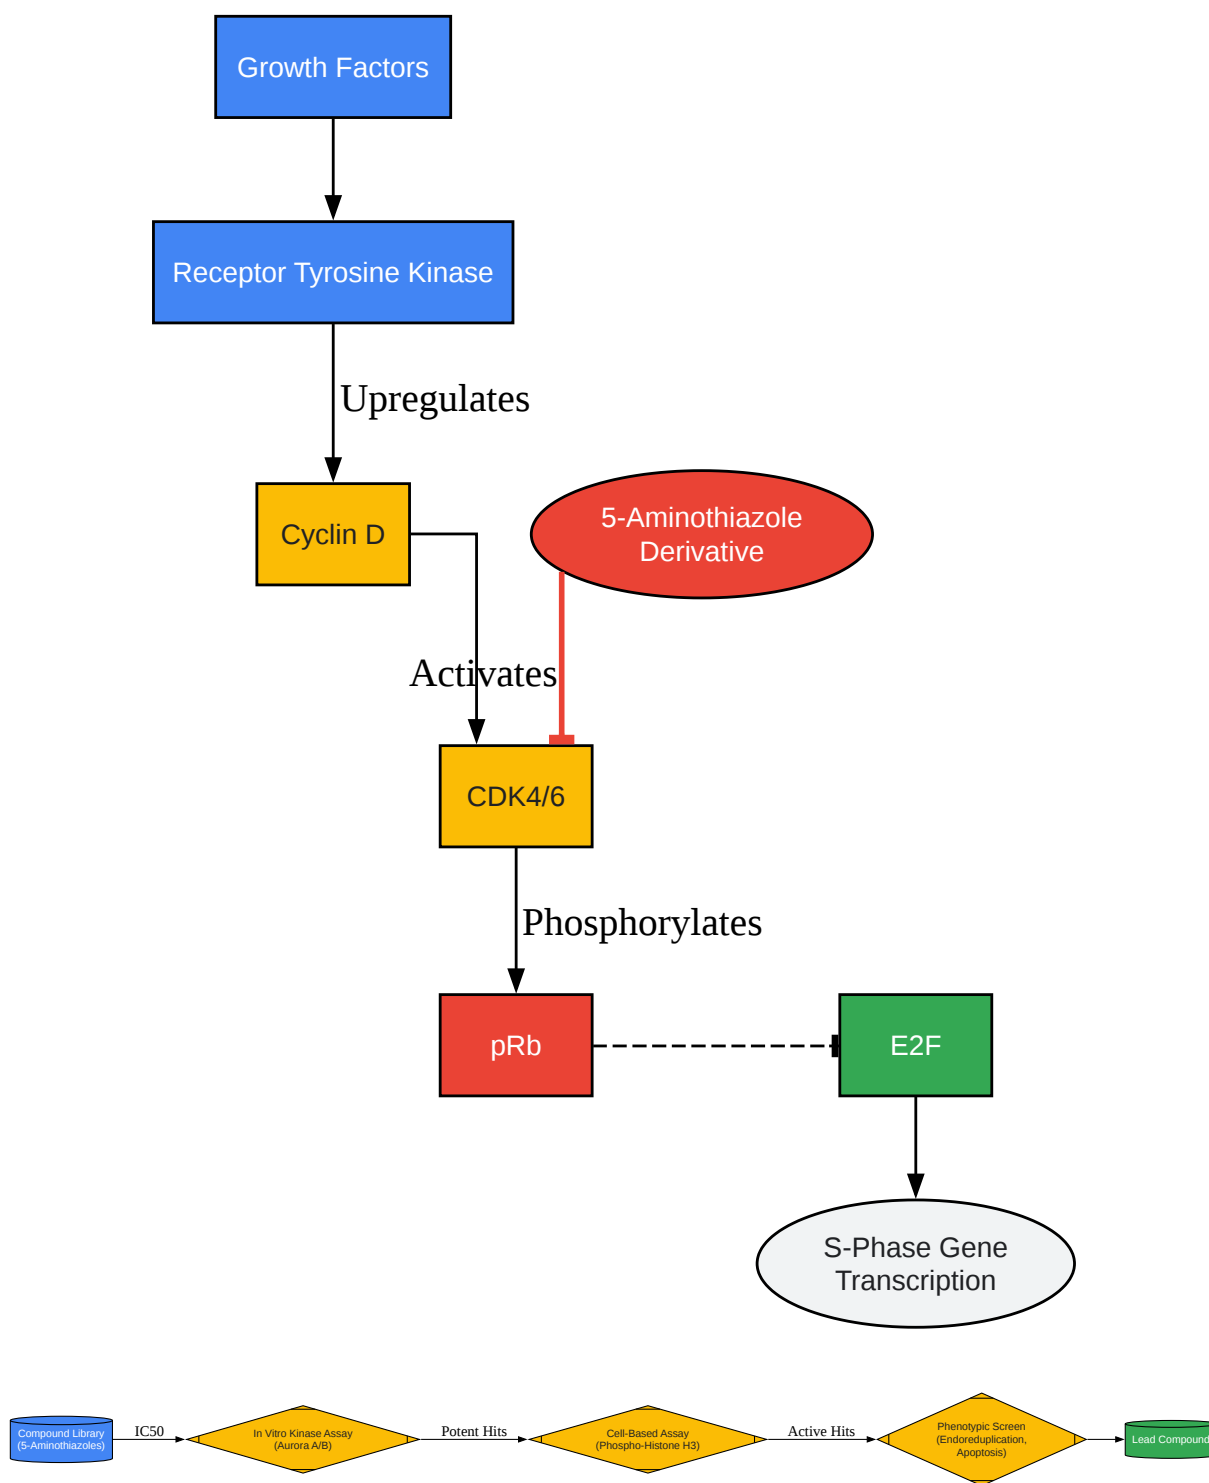 Growth Factors
Receptor Tyrosine Kinase
Upregulates
Cyclin D
5-Aminothiazole
Derivative
Activates
CDK4/6
Phosphorylates
pRb
E2F
S-Phase Gene
Transcription
Compound Library
(5-Aminothiazoles)
IC50
In Vitro Kinase Assay
(Aurora A/B)
Potent Hits
Cell-Based Assay
(Phospho-Histone H3)
Active Hits
Phenotypic Screen
(Endoreduplication,
Apoptosis)
Lead Compound